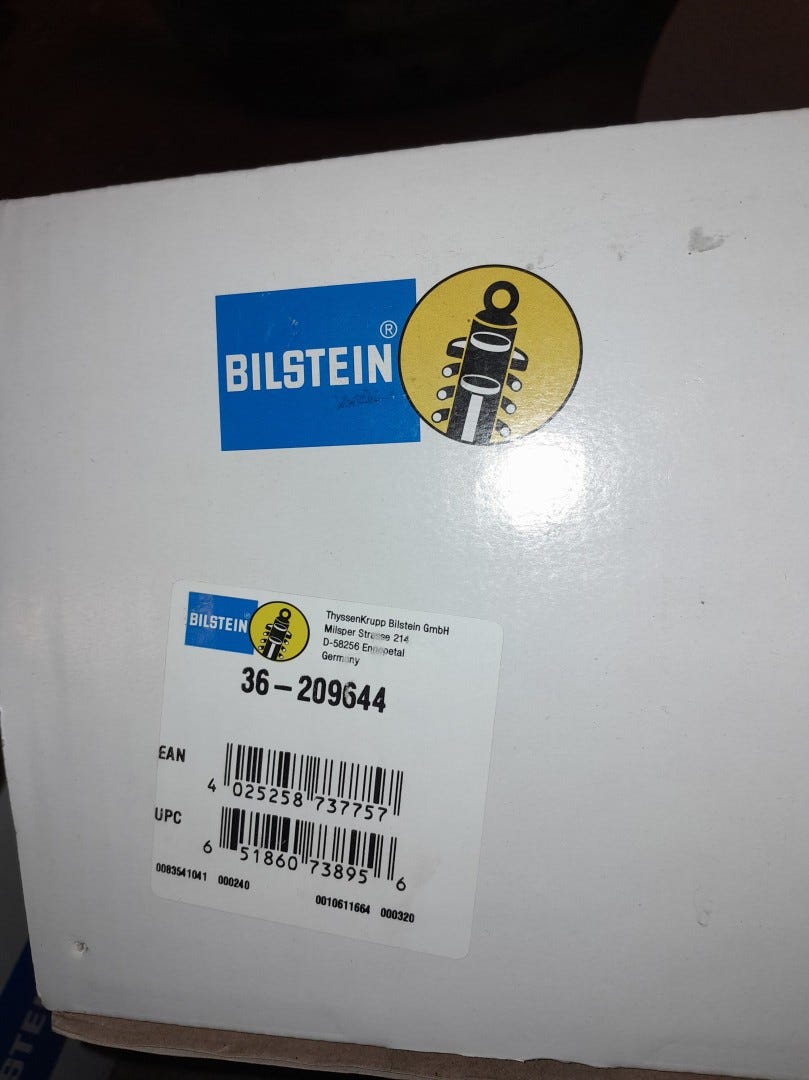 BILSTEIN®
BILSTEIN
ThyssenKrupp Bilstein GmbH
Milsper Strasse 214
D-58256 Ennepetal
Germany
36-209644
EAN
4 025258 737757
UPC
6 51860 73895 6
0083541041 000240
0010611664 000320
STE